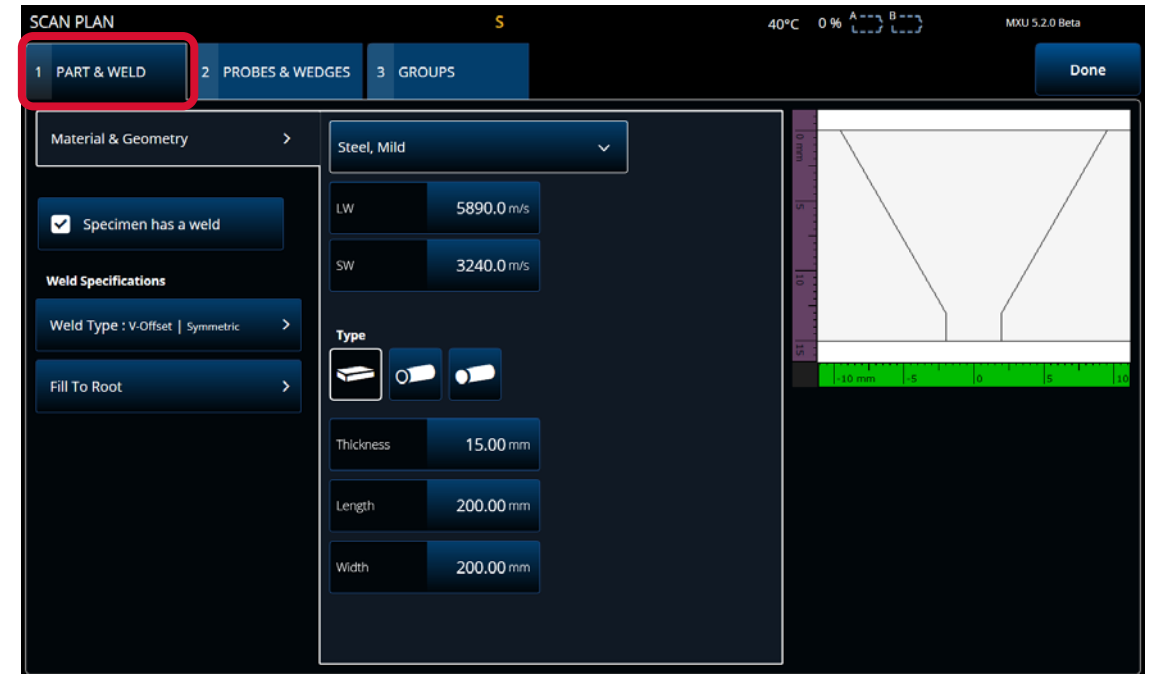 SCAN PLAN S 40°C 0 % A B MXU 5.2.0 Beta
1 PART & WELD 2 PROBES & WEDGES 3 GROUPS Done
Material & Geometry
Specimen has a weld
Weld Specifications
Weld Type : V-Offset | Symmetric
Fill To Root
Steel, Mild
LW 5890.0 m/s
SW 3240.0 m/s
Type
Thickness 15.00 mm
Length 200.00 mm
Width 200.00 mm
0 mm
5
10
15
-10 mm -5 0 5 10